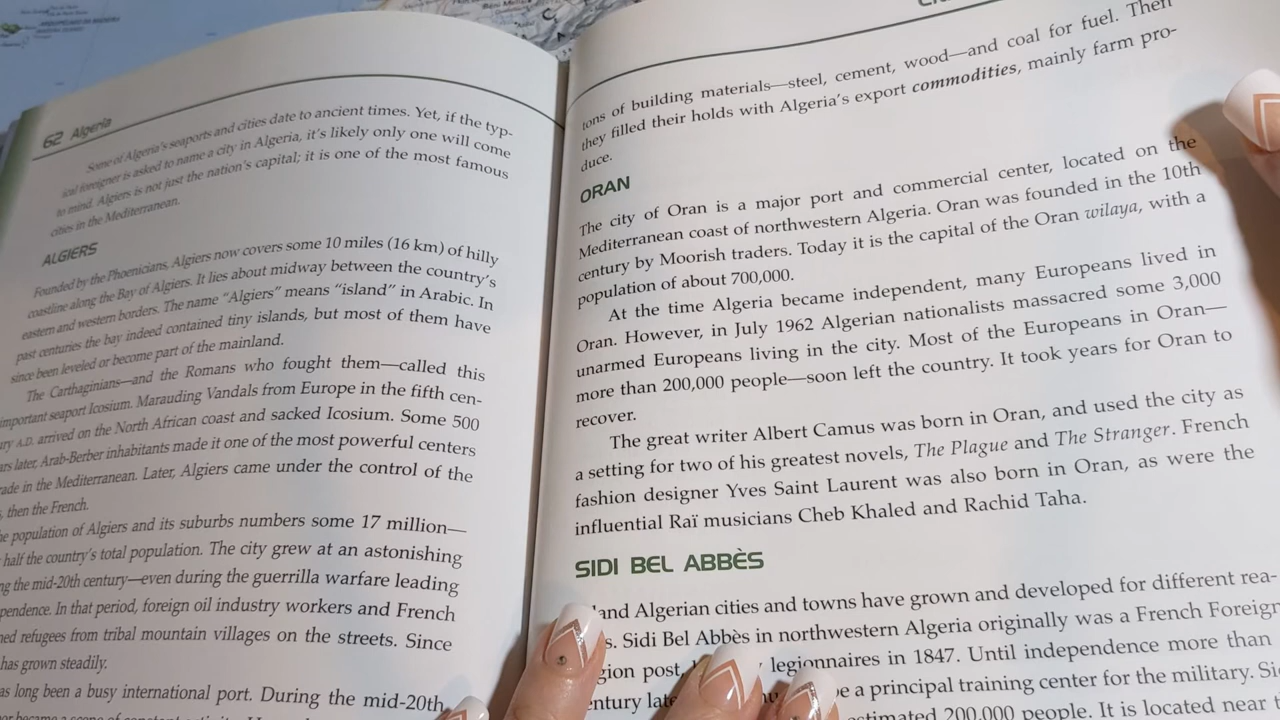 62 Algeria
Some of Algeria's seaports and cities date to ancient times. Yet, if the typ-
ical foreigner is asked to name a city in Algeria, it's likely only one will come
to mind. Algiers is not just the nation's capital; it is one of the most famous
cities in the Mediterranean.
ALGIERS
Founded by the Phoenicians, Algiers now covers some 10 miles (16 km) of hilly
coastline along the Bay of Algiers. It lies about midway between the country's
eastern and western borders. The name "Algiers" means "island" in Arabic. In
past centuries the bay indeed contained tiny islands, but most of them have
since been leveled or become part of the mainland.
The Carthaginians—and the Romans who fought them—called this
important seaport Icosium. Marauding Vandals from Europe in the fifth cen-
A.D. arrived on the North African coast and sacked Icosium. Some 500
later, Arab-Berber inhabitants made it one of the most powerful centers
in the Mediterranean. Later, Algiers came under the control of the
then the French.
population of Algiers and its suburbs numbers some 17 million—
half the country's total population. The city grew at an astonishing
the mid-20th century—even during the guerrilla warfare leading
In that period, foreign oil industry workers and French
refugees from tribal mountain villages on the streets. Since
has grown steadily.
has long been a busy international port. During the mid-20th
tons of building materials—steel, cement, wood—and coal for fuel. Then
they filled their holds with Algeria's export commodities, mainly farm pro-
duce.
ORAN
The city of Oran is a major port and commercial center, located on the
Mediterranean coast of northwestern Algeria. Oran was founded in the 10th
century by Moorish traders. Today it is the capital of the Oran wilaya, with a
population of about 700,000.
At the time Algeria became independent, many Europeans lived in
Oran. However, in July 1962 Algerian nationalists massacred some 3,000
unarmed Europeans living in the city. Most of the Europeans in Oran—
more than 200,000 people—soon left the country. It took years for Oran to
recover.
The great writer Albert Camus was born in Oran, and used the city as
a setting for two of his greatest novels, The Plague and The Stranger. French
fashion designer Yves Saint Laurent was also born in Oran, as were the
influential Raï musicians Cheb Khaled and Rachid Taha.
SIDI BEL ABBÈS
and Algerian cities and towns have grown and developed for different rea-
Sidi Bel Abbès in northwestern Algeria originally was a French Foreign
post, legionnaires in 1847. Until independence more than
a principal training center for the military.
200,000 people. It is located near